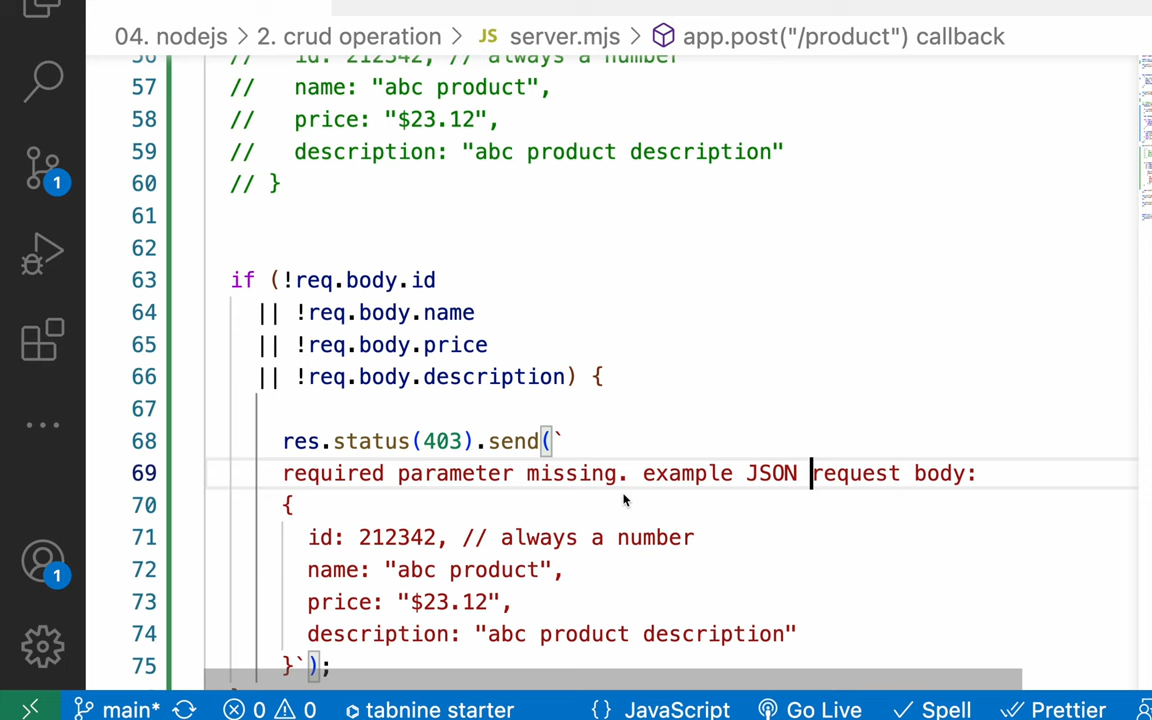 04. nodejs > 2. crud operation > JS server.mjs > app.post("/product") callback
56 // id: 212342, // always a number
57 // name: "abc product",
58 // price: "$23.12",
59 // description: "abc product description"
60 // }
61
62
63 if (!req.body.id
64 || !req.body.name
65 || !req.body.price
66 || !req.body.description) {
67
68 res.status(403).send(`
69 required parameter missing. example JSON request body:
70 {
71 id: 212342, // always a number
72 name: "abc product",
73 price: "$23.12",
74 description: "abc product description"
75 }`);
1
1
main* 0 0 tabnine starter {} JavaScript Go Live Spell Prettier